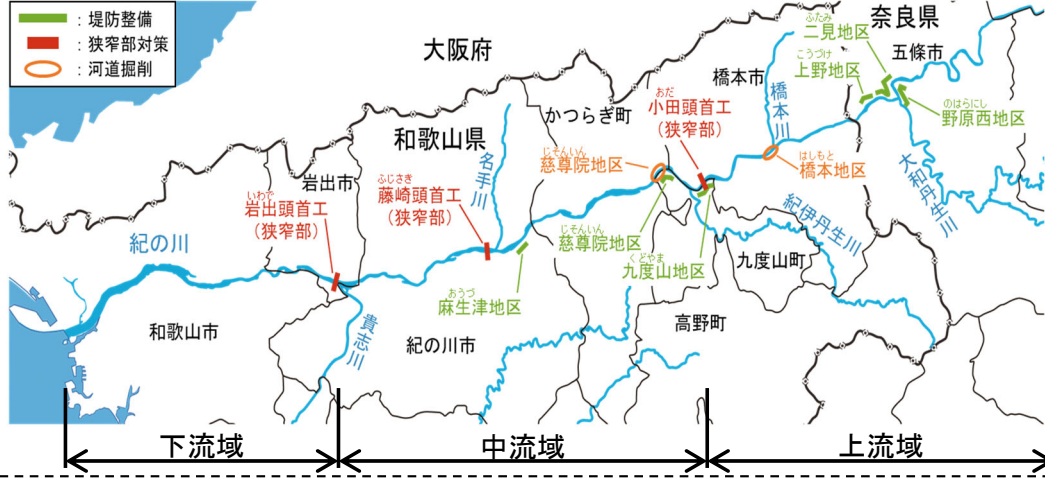 ：堤防整備
：狭窄部対策
：河道掘削
大阪府
奈良県
和歌山県
ふたみ
二見地区
五條市
こうづけ
上野地区
橋本市
橋本川
のはらにし
野原西地区
おだ
小田頭首工
（狭窄部）
かつらぎ町
名手川
じそんいん
慈尊院地区
はしもと
橋本地区
大和丹生川
岩出市
ふじさき
藤崎頭首工
（狭窄部）
いわで
岩出頭首工
（狭窄部）
紀の川
紀伊丹生川
じそんいん
慈尊院地区
くどやま
九度山地区
九度山町
おうづ
麻生津地区
高野町
和歌山市
貴志川
紀の川市
下流域
中流域
上流域